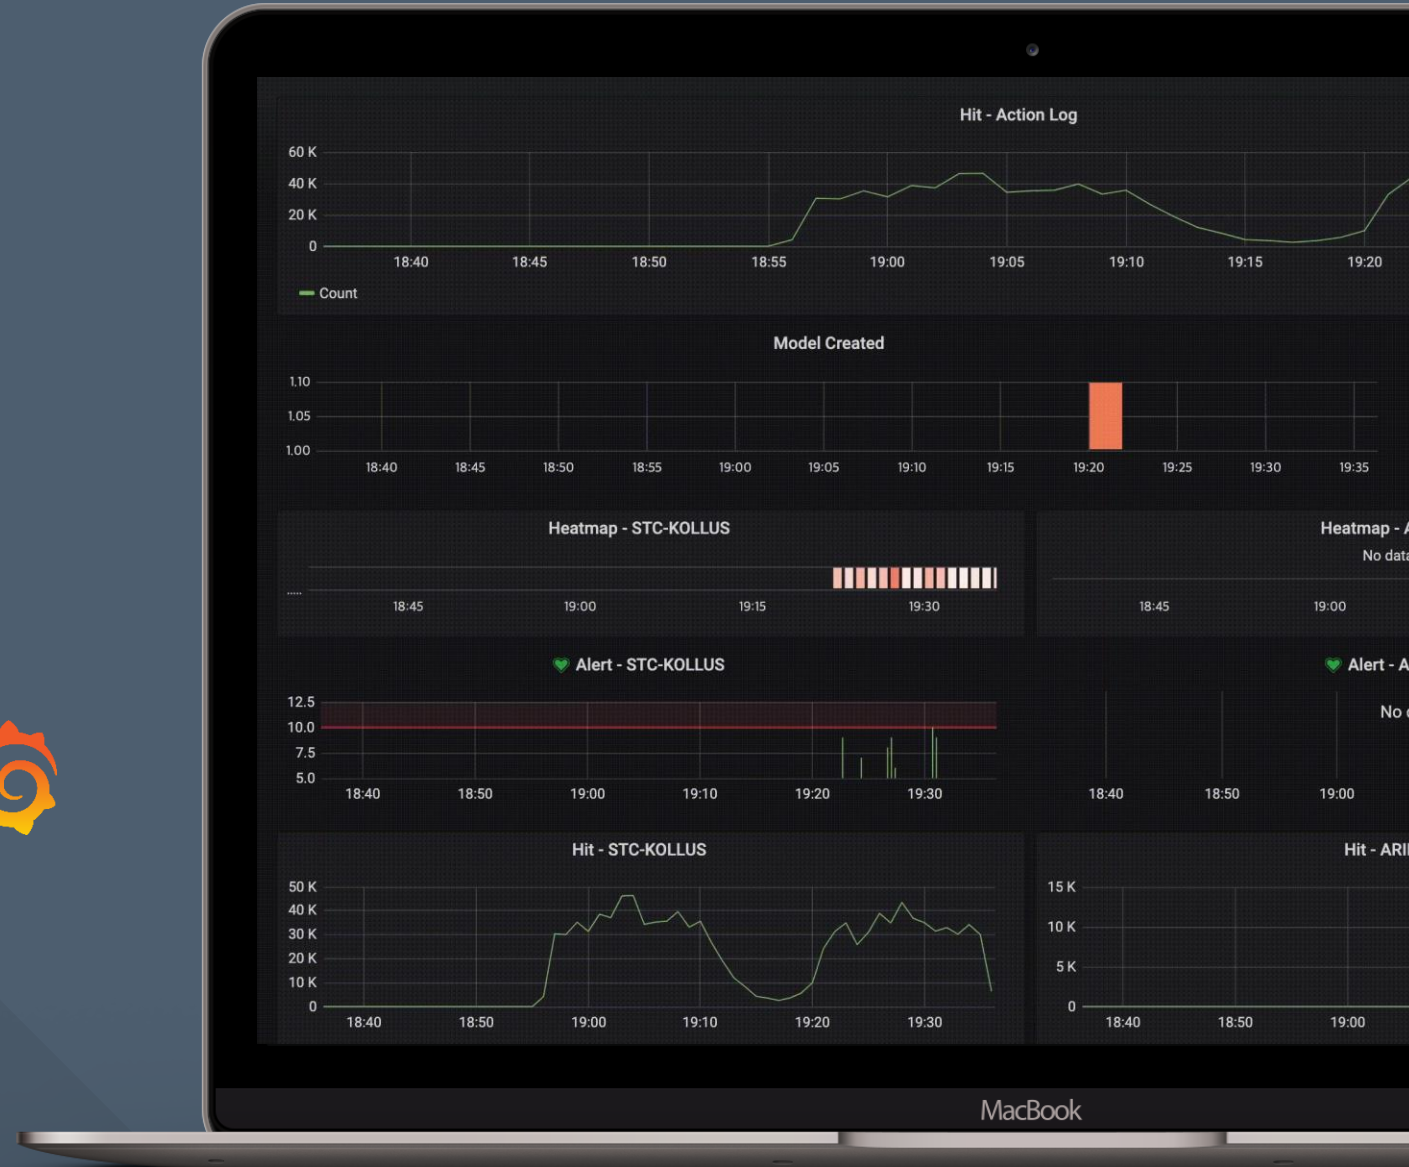 Hit - Action Log
60 K
40 K
20 K
0
18:40 18:45 18:50 18:55 19:00 19:05 19:10 19:15 19:20
Count
Model Created
1.10
1.05
1.00
18:40 18:45 18:50 18:55 19:00 19:05 19:10 19:15 19:20 19:25 19:30 19:35
Heatmap - STC-KOLLUS
.....
18:45 19:00 19:15 19:30
Heatmap - A
No data
18:45 19:00
Alert - STC-KOLLUS
12.5
10.0
7.5
5.0
18:40 18:50 19:00 19:10 19:20 19:30
Alert - A
No
18:40 18:50 19:00
Hit - STC-KOLLUS
50 K
40 K
30 K
20 K
10 K
0
18:40 18:50 19:00 19:10 19:20 19:30
Hit - ARI
15 K
10 K
5 K
0
18:40 18:50 19:00
MacBook